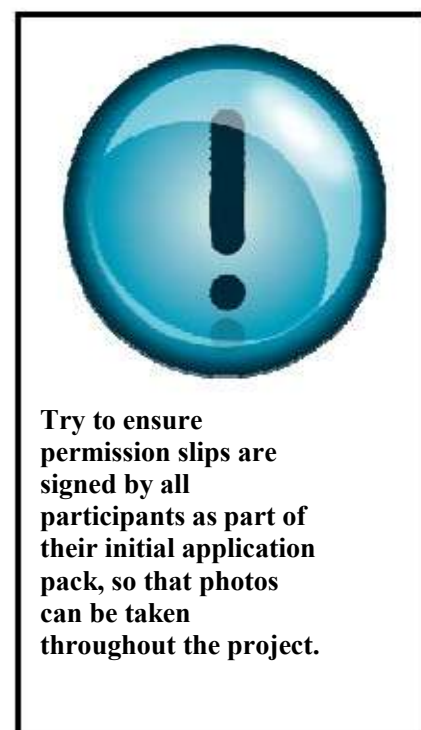 Try to ensure
permission slips are
signed by all
participants as part of
their initial application
pack, so that photos
can be taken
throughout the project.